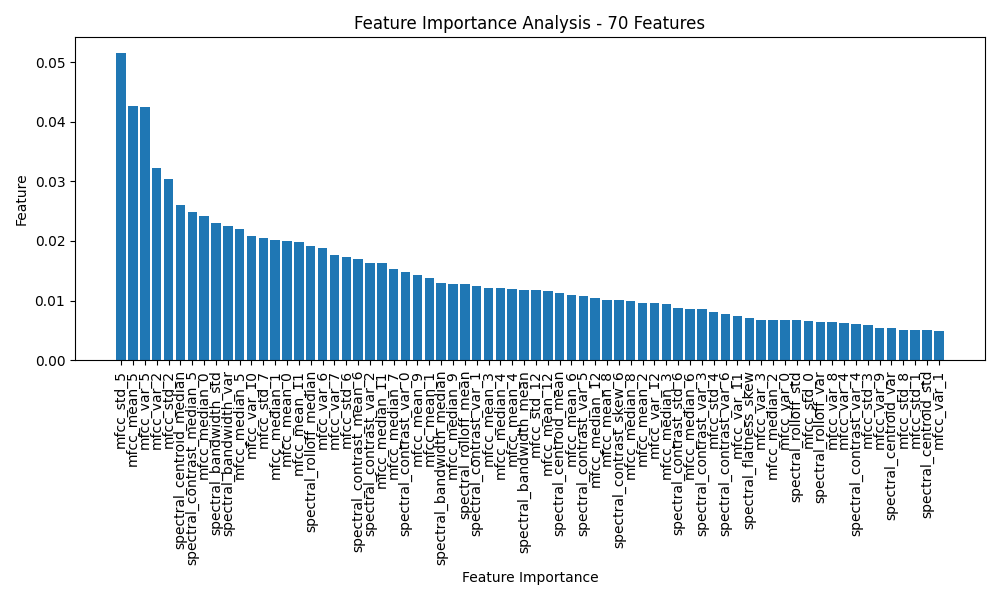 Feature Importance Analysis - 70 Features
Feature
0.05
0.04
0.03
0.02
0.01
0.00
mfcc_std_5
mfcc_mean_5
mfcc_var_5
mfcc_var_2
mfcc_std_2
spectral_centroid_median
spectral_contrast_median_5
mfcc_median_0
spectral_bandwidth_std
spectral_bandwidth_var
mfcc_median_5
mfcc_var_10
mfcc_std_7
mfcc_median_1
mfcc_mean_0
mfcc_mean_11
spectral_rolloff_median
mfcc_var_6
mfcc_var_7
mfcc_std_6
spectral_contrast_mean_6
spectral_contrast_var_2
mfcc_median_11
mfcc_median_7
spectral_contrast_var_0
mfcc_mean_9
mfcc_mean_1
spectral_bandwidth_median
mfcc_median_9
spectral_rolloff_mean
spectral_contrast_var_1
mfcc_mean_3
mfcc_median_4
mfcc_mean_4
spectral_bandwidth_mean
mfcc_std_12
mfcc_mean_12
spectral_centroid_mean
mfcc_mean_6
spectral_contrast_var_5
mfcc_median_12
mfcc_mean_8
spectral_contrast_skew_6
mfcc_median_8
mfcc_mean_2
mfcc_var_12
mfcc_median_3
spectral_contrast_std_6
mfcc_median_6
spectral_contrast_var_3
mfcc_std_4
spectral_contrast_var_6
mfcc_var_11
spectral_flatness_skew
mfcc_var_3
mfcc_median_2
mfcc_var_0
spectral_rolloff_std
mfcc_std_0
spectral_rolloff_var
mfcc_var_8
mfcc_var_4
spectral_contrast_var_4
mfcc_std_3
mfcc_var_9
spectral_centroid_var
mfcc_std_8
mfcc_std_1
spectral_centroid_std
mfcc_var_1
Feature Importance